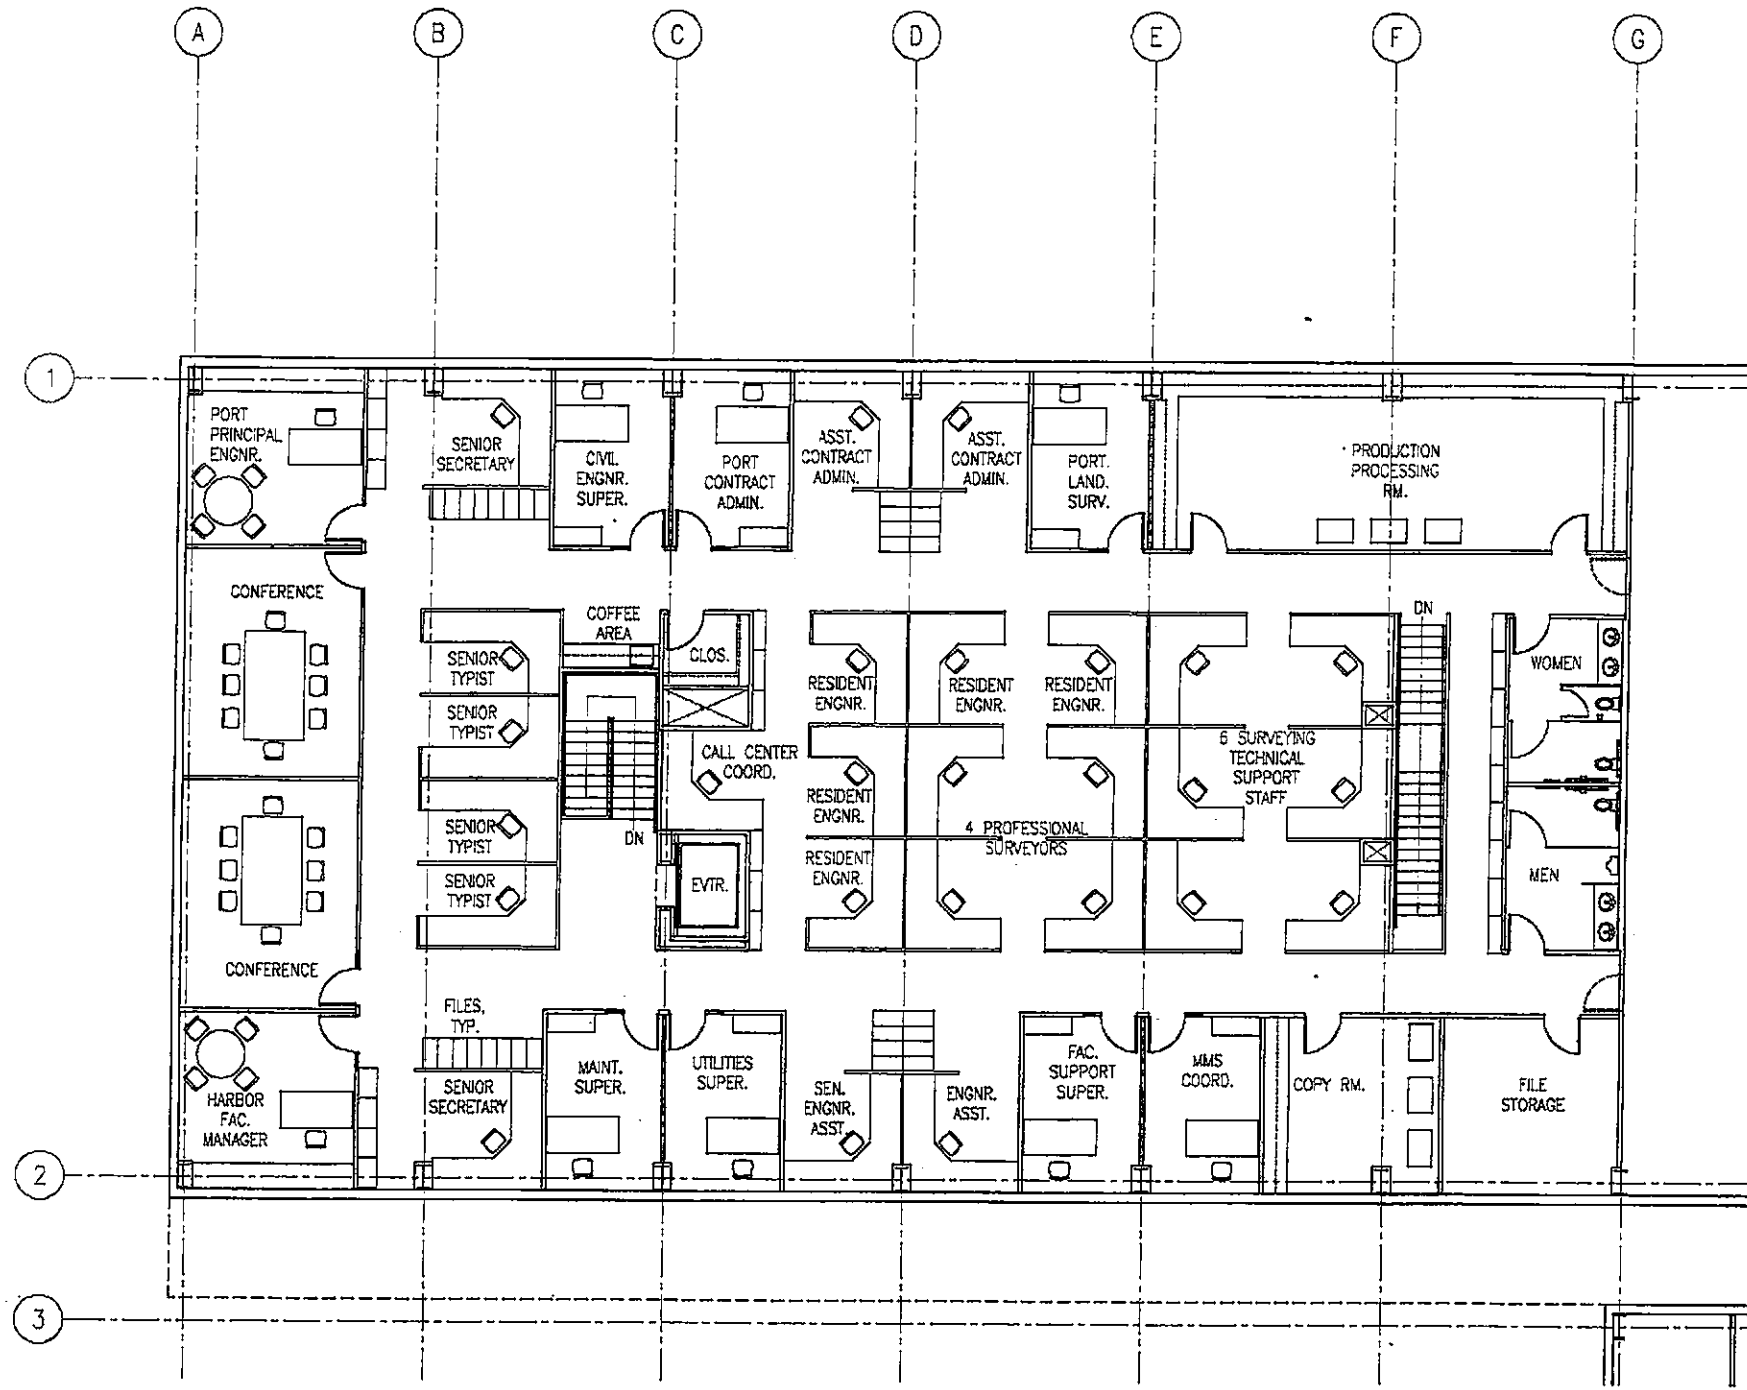 A
B
C
D
E
F
G
1
PORT
PRINCIPAL
ENGNR.
SENIOR
SECRETARY
CIVIL
ENGNR.
SUPER.
PORT
CONTRACT
ADMIN.
ASST.
CONTRACT
ADMIN.
ASST.
CONTRACT
ADMIN.
PORT.
LAND.
SURV.
PRODUCTION
PROCESSING
RM.
CONFERENCE
SENIOR
TYPIST
SENIOR
TYPIST
COFFEE
AREA
CLOS.
RESIDENT
ENGNR.
RESIDENT
ENGNR.
RESIDENT
ENGNR.
DN
WOMEN
CALL CENTER
COORD.
6 SURVEYING
TECHNICAL
SUPPORT
STAFF
RESIDENT
ENGNR.
SENIOR
TYPIST
DN
4 PROFESSIONAL
SURVEYORS
SENIOR
TYPIST
EVTR.
RESIDENT
ENGNR.
MEN
CONFERENCE
FILES,
TYP.
HARBOR
FAC.
MANAGER
SENIOR
SECRETARY
MAINT.
SUPER.
UTILITIES
SUPER.
SEN.
ENGNR.
ASST.
ENGNR.
ASST.
FAC.
SUPPORT
SUPER.
MMS
COORD.
COPY RM.
FILE
STORAGE
2
3